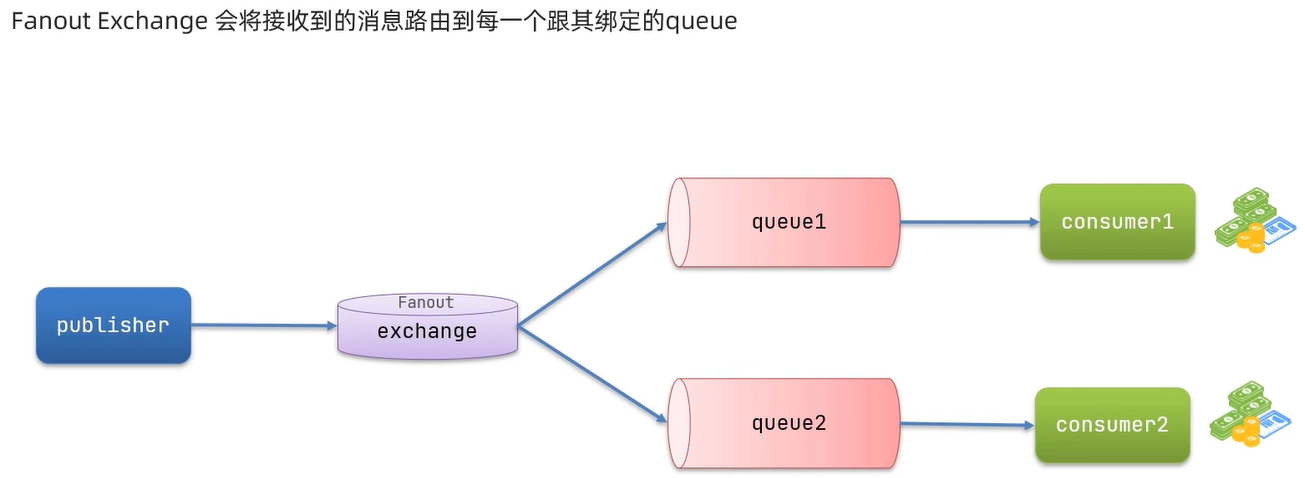 Fanout Exchange 会将接收到的消息路由到每一个跟其绑定的queue
queue1
consumer1
publisher
Fanout
exchange
queue2
consumer2